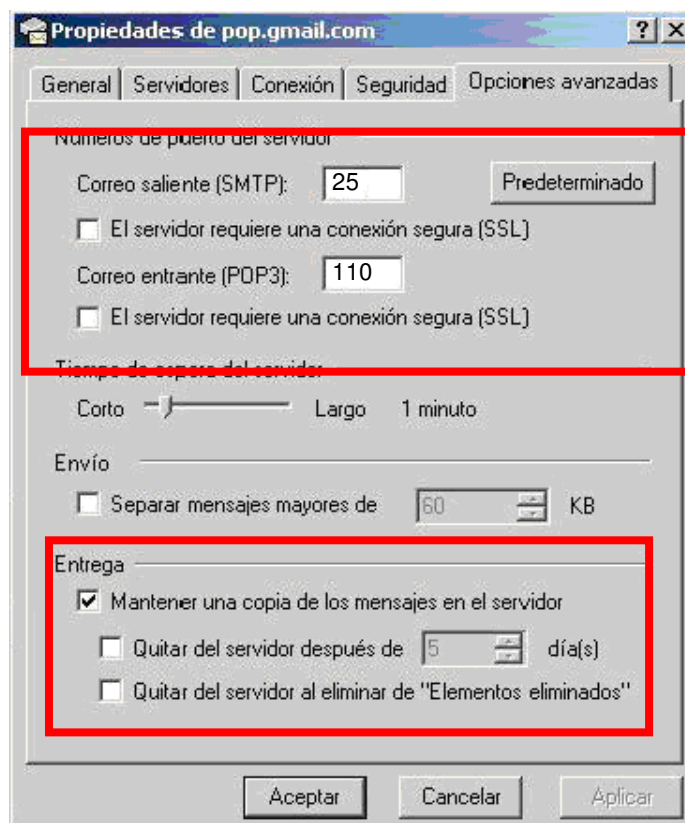 Propiedades de pop.gmail.com
General Servidores Conexión Seguridad Opciones avanzadas
Números de puerto del servidor
Correo saliente (SMTP): 25 Predeterminado
El servidor requiere una conexión segura (SSL)
Correo entrante (POP3): 110
El servidor requiere una conexión segura (SSL)
Tiempo de espera del servidor
Corto Largo 1 minuto
Envío
Separar mensajes mayores de 60 KB
Entrega
Mantener una copia de los mensajes en el servidor
Quitar del servidor después de 5 día(s)
Quitar del servidor al eliminar de "Elementos eliminados"
Aceptar Cancelar Aplicar